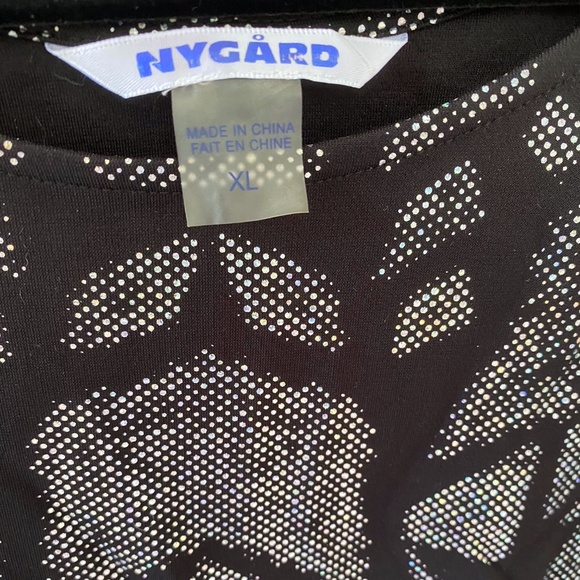 NYGÅRD
MADE IN CHINA
FAIT EN CHINE
XL